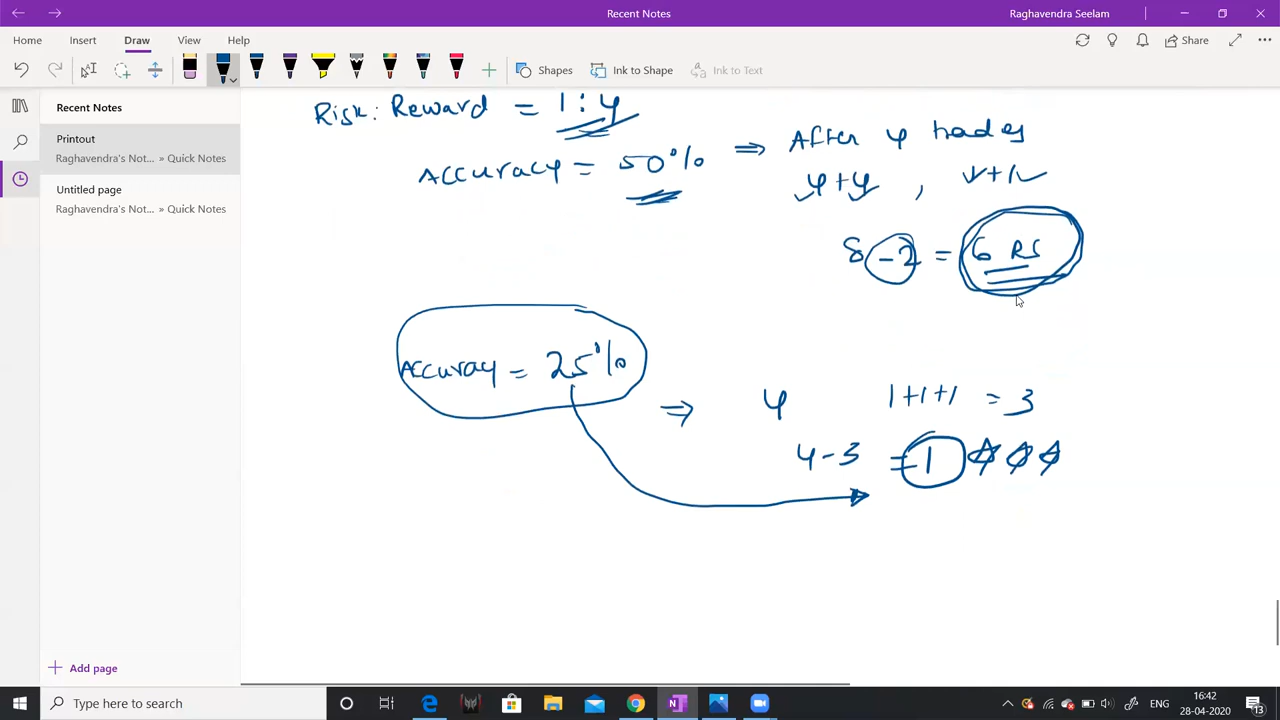 Recent Notes
Raghavendra Seelam
Home Insert Draw View Help
Share
Shapes Ink to Shape Ink to Text
Recent Notes
Printout
Raghavendra's Not... » Quick Notes
Untitled page
Raghavendra's Not... » Quick Notes
Risk: Reward = 1:4
Accuracy = 50% ⇒ After 4 trades
4+4 , 1+1
8-2 = 6 RS
Accuray = 25%
⇒ 4 1+1+1 = 3
4-3 = 1
Add page
Type here to search
16:42
28-04-2020
13